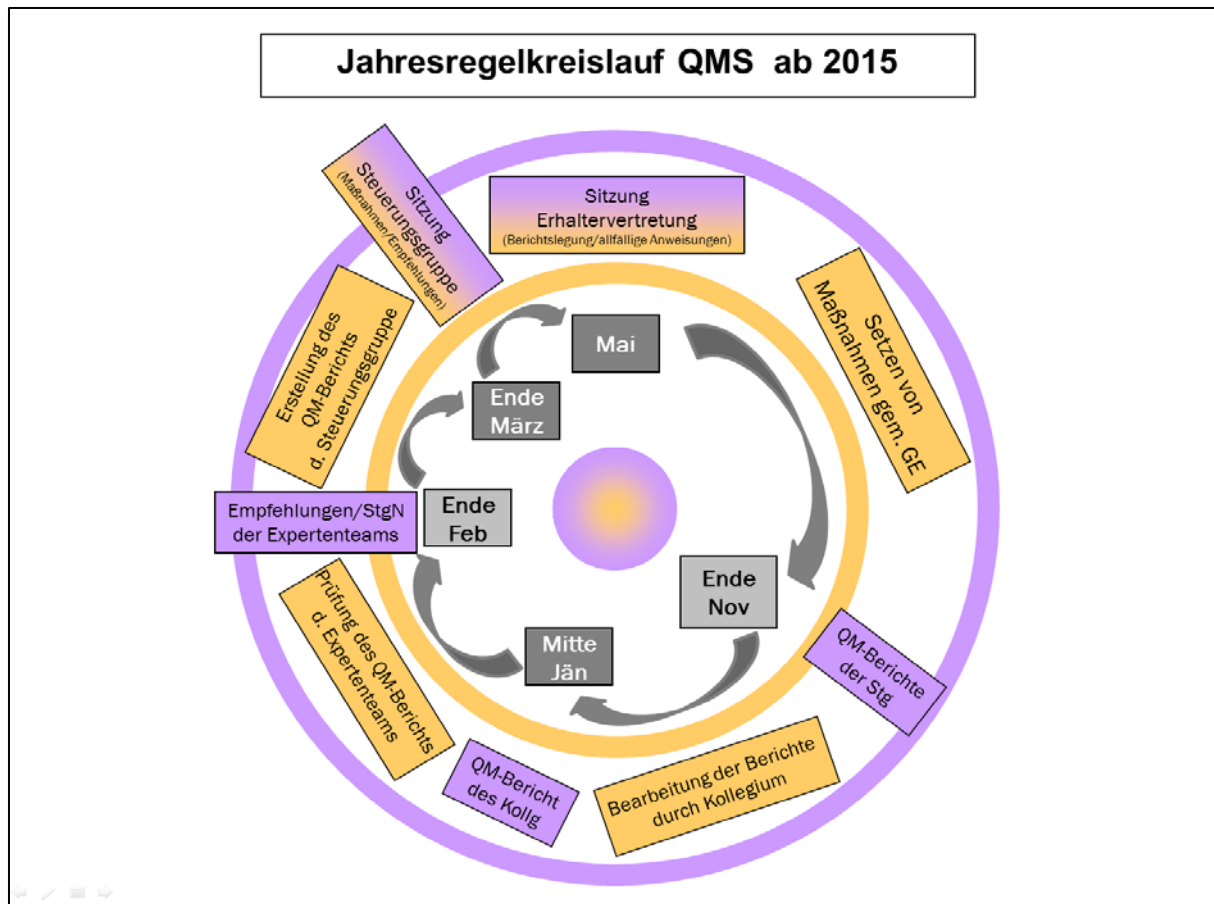 Jahresregelkreislauf QMS ab 2015
Sitzung
Erhaltervertretung
(Berichtslegung/allfällige Anweisungen)
Setzen von
Maßnahmen gem. GE
QM-Berichte
der Stg
Bearbeitung der Berichte
durch Kollegium
QM-Bericht
des Kollg
Prüfung des QM-Berichts
d. Expertenteams
Empfehlungen/StgN
der Expertenteams
Erstellung des
QM-Berichts
d. Steuerungsgruppe
Sitzung
Steuerungsgruppe
(Maßnahmen/Empfehlungen)
Mai
Ende
Nov
Mitte
Jän
Ende
Feb
Ende
März